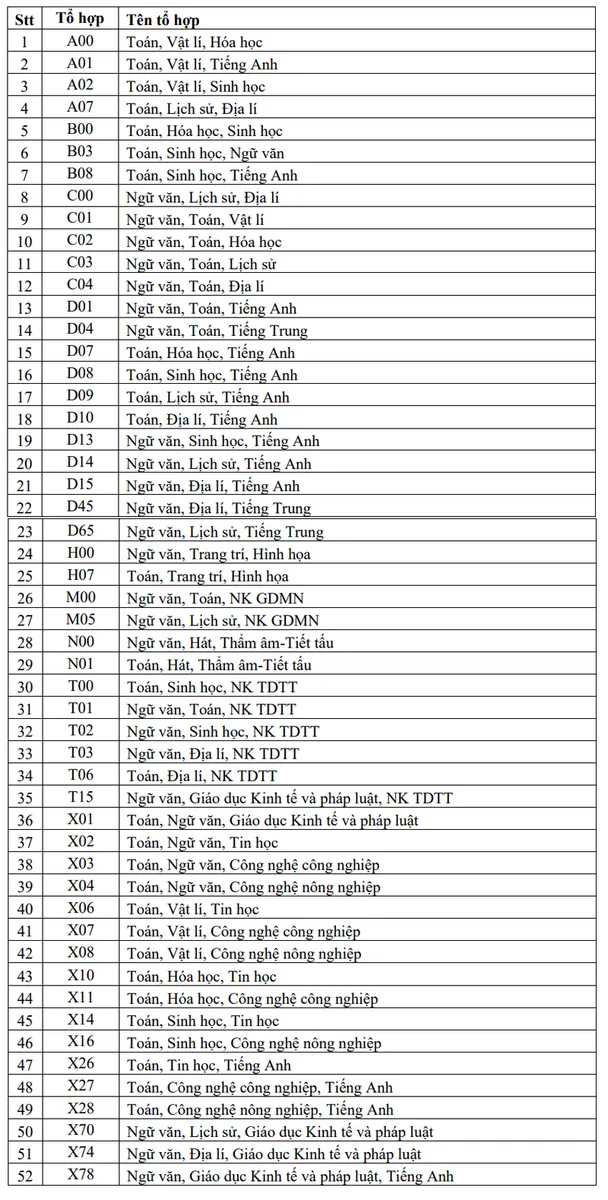 Stt Tổ hợp Tên tổ hợp
1 A00 Toán, Vật lí, Hóa học
2 A01 Toán, Vật lí, Tiếng Anh
3 A02 Toán, Vật lí, Sinh học
4 A07 Toán, Lịch sử, Địa lí
5 B00 Toán, Hóa học, Sinh học
6 B03 Toán, Sinh học, Ngữ văn
7 B08 Toán, Sinh học, Tiếng Anh
8 C00 Ngữ văn, Lịch sử, Địa lí
9 C01 Ngữ văn, Toán, Vật lí
10 C02 Ngữ văn, Toán, Hóa học
11 C03 Ngữ văn, Toán, Lịch sử
12 C04 Ngữ văn, Toán, Địa lí
13 D01 Ngữ văn, Toán, Tiếng Anh
14 D04 Ngữ văn, Toán, Tiếng Trung
15 D07 Toán, Hóa học, Tiếng Anh
16 D08 Toán, Sinh học, Tiếng Anh
17 D09 Toán, Lịch sử, Tiếng Anh
18 D10 Toán, Địa lí, Tiếng Anh
19 D13 Ngữ văn, Sinh học, Tiếng Anh
20 D14 Ngữ văn, Lịch sử, Tiếng Anh
21 D15 Ngữ văn, Địa lí, Tiếng Anh
22 D45 Ngữ văn, Địa lí, Tiếng Trung
23 D65 Ngữ văn, Lịch sử, Tiếng Trung
24 H00 Ngữ văn, Trang trí, Hình họa
25 H07 Toán, Trang trí, Hình họa
26 M00 Ngữ văn, Toán, NK GDMN
27 M05 Ngữ văn, Lịch sử, NK GDMN
28 N00 Ngữ văn, Hát, Thẩm âm-Tiết tấu
29 N01 Toán, Hát, Thẩm âm-Tiết tấu
30 T00 Toán, Sinh học, NK TDTT
31 T01 Ngữ văn, Toán, NK TDTT
32 T02 Ngữ văn, Sinh học, NK TDTT
33 T03 Ngữ văn, Địa lí, NK TDTT
34 T06 Toán, Địa lí, NK TDTT
35 T15 Ngữ văn, Giáo dục Kinh tế và pháp luật, NK TDTT
36 X01 Toán, Ngữ văn, Giáo dục Kinh tế và pháp luật
37 X02 Toán, Ngữ văn, Tin học
38 X03 Toán, Ngữ văn, Công nghệ công nghiệp
39 X04 Toán, Ngữ văn, Công nghệ nông nghiệp
40 X06 Toán, Vật lí, Tin học
41 X07 Toán, Vật lí, Công nghệ công nghiệp
42 X08 Toán, Vật lí, Công nghệ nông nghiệp
43 X10 Toán, Hóa học, Tin học
44 X11 Toán, Hóa học, Công nghệ công nghiệp
45 X14 Toán, Sinh học, Tin học
46 X16 Toán, Sinh học, Công nghệ nông nghiệp
47 X26 Toán, Tin học, Tiếng Anh
48 X27 Toán, Công nghệ công nghiệp, Tiếng Anh
49 X28 Toán, Công nghệ nông nghiệp, Tiếng Anh
50 X70 Ngữ văn, Lịch sử, Giáo dục Kinh tế và pháp luật
51 X74 Ngữ văn, Địa lí, Giáo dục Kinh tế và pháp luật
52 X78 Ngữ văn, Giáo dục Kinh tế và pháp luật, Tiếng Anh